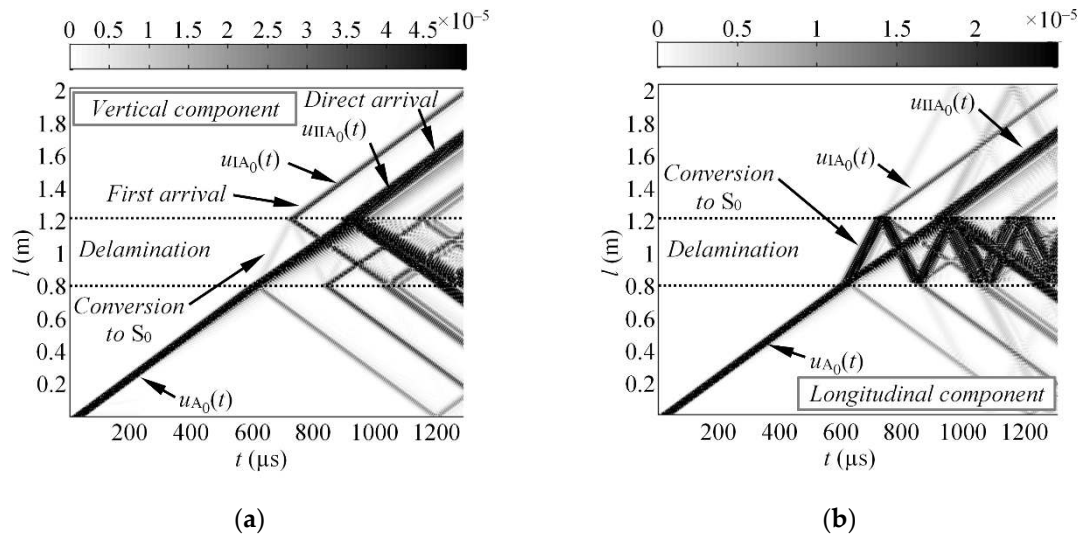 ×10⁻⁵
0 0.5 1 1.5 2 2.5 3 3.5 4 4.5
Vertical component
Direct arrival
uIIA₀(t)
uIA₀(t)
First arrival
Delamination
Conversion
to S₀
uA₀(t)
2
1.8
1.6
1.4
1.2
1
0.8
0.6
0.4
0.2
l (m)
200 400 600 800 1000 1200
t (µs)
(a)
×10⁻⁵
0 0.5 1 1.5 2
uIIA₀(t)
uIA₀(t)
Conversion
to S₀
Delamination
uA₀(t)
Longitudinal component
2
1.8
1.6
1.4
1.2
1
0.8
0.6
0.4
0.2
l (m)
200 400 600 800 1000 1200
t (µs)
(b)